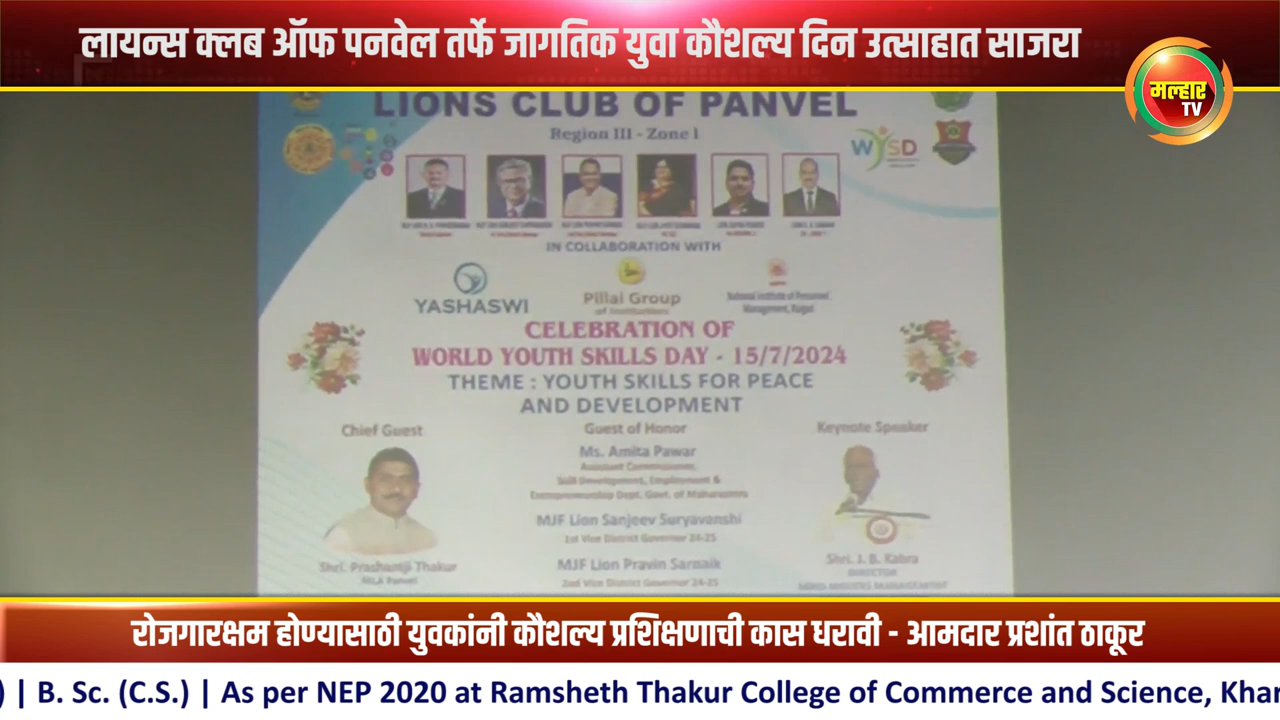 लायन्स क्लब ऑफ पनवेल तर्फे जागतिक युवा कौशल्य दिन उत्साहात साजरा
मल्हार
TV
LIONS CLUB OF PANVEL
Region III - Zone I
WYSD
IN COLLABORATION WITH
YASHASWI
Pillai Group
of Institutions
National Institute of Personnel
Management, Raigad
CELEBRATION OF
WORLD YOUTH SKILLS DAY - 15/7/2024
THEME : YOUTH SKILLS FOR PEACE
AND DEVELOPMENT
Chief Guest
Guest of Honor
Keynote Speaker
Ms. Amita Pawar
Assistant Commissioner,
Skill Development, Employment &
Entrepreneurship Dept. Govt. of Maharashtra
MJF Lion Sanjeev Suryavanshi
1st Vice District Governor 24-25
MJF Lion Pravin Sarnaik
2nd Vice District Governor 24-25
Shri. Prashantji Thakur
MLA Panvel
Shri. J. B. Kabra
DIRECTOR
रोजगारक्षम होण्यासाठी युवकांनी कौशल्य प्रशिक्षणाची कास धरावी - आमदार प्रशांत ठाकूर
) | B. Sc. (C.S.) | As per NEP 2020 at Ramsheth Thakur College of Commerce and Science, Khar